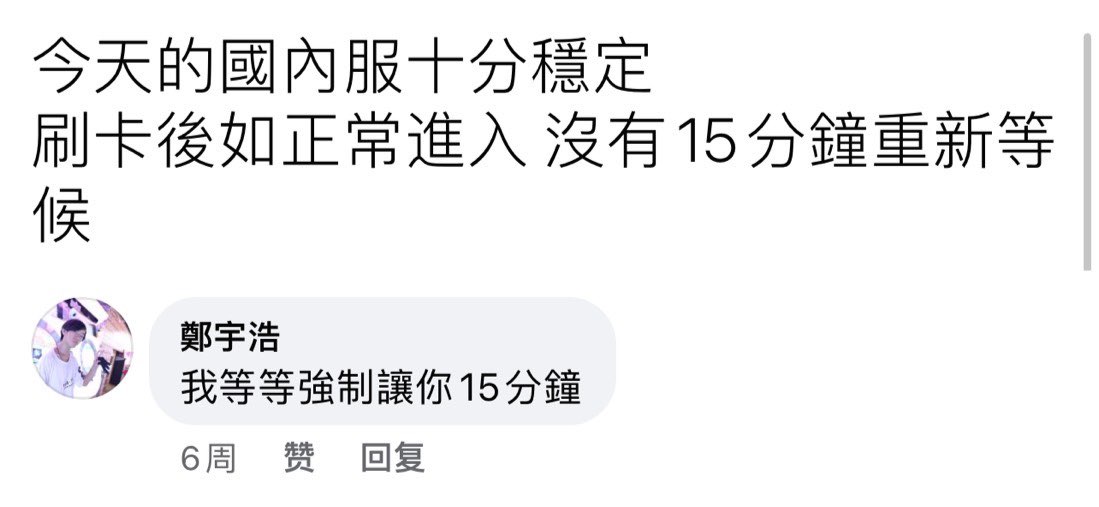 今天的國內服十分穩定
刷卡後如正常進入 沒有15分鐘重新等
候
鄭宇浩
我等等強制讓你15分鐘
6周 赞 回复